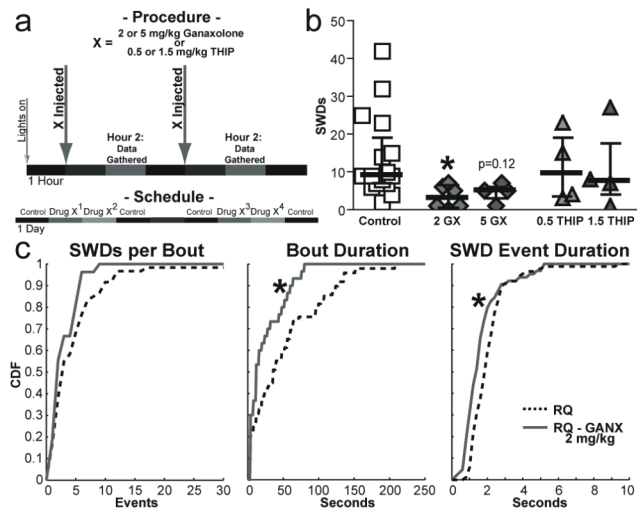 a
- Procedure -
X = 2 or 5 mg/kg Ganaxolone
or
0.5 or 1.5 mg/kg THIP
Lights on
X Injected
X Injected
Hour 2:
Data
Gathered
Hour 2:
Data
Gathered
1 Hour
- Schedule -
Control Drug X1 Drug X2 Control Control Drug X3 Drug X4 Control
1 Day
b
SWDs
50
40
30
20
10
0
*
p=0.12
Control 2 GX 5 GX 0.5 THIP 1.5 THIP
C
SWDs per Bout
CDF
1
0.9
0.8
0.7
0.6
0.5
0.4
0.3
0.2
0.1
0
0 5 10 15 20 25 30
Events
Bout Duration
*
0 50 100 150 200 250
Seconds
SWD Event Duration
*
RQ
RQ - GANX
2 mg/kg
0 2 4 6 8 10
Seconds